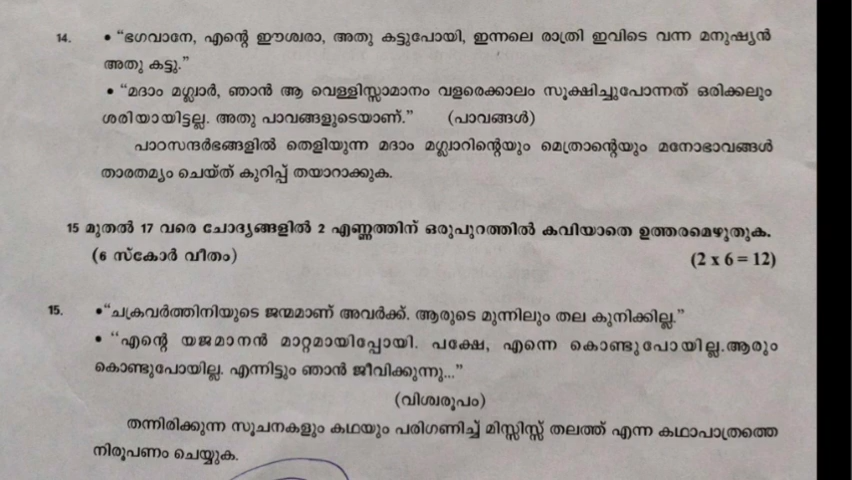 14. • “ഭഗവാനേ, എന്റെ ഈശ്വരാ, അതു കട്ടുപോയി, ഇന്നലെ രാത്രി ഇവിടെ വന്ന മനുഷ്യൻ
അതു കട്ടു.”
• “മദാം മഗ്ലാർ, ഞാൻ ആ വെള്ളിസ്സാമാനം വളരെക്കാലം സൂക്ഷിച്ചുപോന്നത് ഒരിക്കലും
ശരിയായിട്ടല്ല. അതു പാവങ്ങളുടെയാണ്.” (പാവങ്ങൾ)
പാഠസന്ദർഭങ്ങളിൽ തെളിയുന്ന മദാം മഗ്ലാറിന്റെയും മെത്രാന്റെയും മനോഭാവങ്ങൾ
താരതമ്യം ചെയ്ത് കുറിപ്പ് തയാറാക്കുക.
15 മുതൽ 17 വരെ ചോദ്യങ്ങളിൽ 2 എണ്ണത്തിന് ഒരുപുറത്തിൽ കവിയാതെ ഉത്തരമെഴുതുക.
(6 സ്കോർ വീതം) (2 x 6 = 12)
15. •“ചക്രവർത്തിനിയുടെ ജന്മമാണ് അവർക്ക്. ആരുടെ മുന്നിലും തല കുനിക്കില്ല.”
• “എന്റെ യജമാനൻ മാറ്റമായിപ്പോയി. പക്ഷേ, എന്നെ കൊണ്ടുപോയില്ല.ആരും
കൊണ്ടുപോയില്ല. എന്നിട്ടും ഞാൻ ജീവിക്കുന്നു...”
(വിശ്വരൂപം)
തന്നിരിക്കുന്ന സൂചനകളും കഥയും പരിഗണിച്ച് മിസ്സിസ്സ് തലത്ത് എന്ന കഥാപാത്രത്തെ
നിരൂപണം ചെയ്യുക.